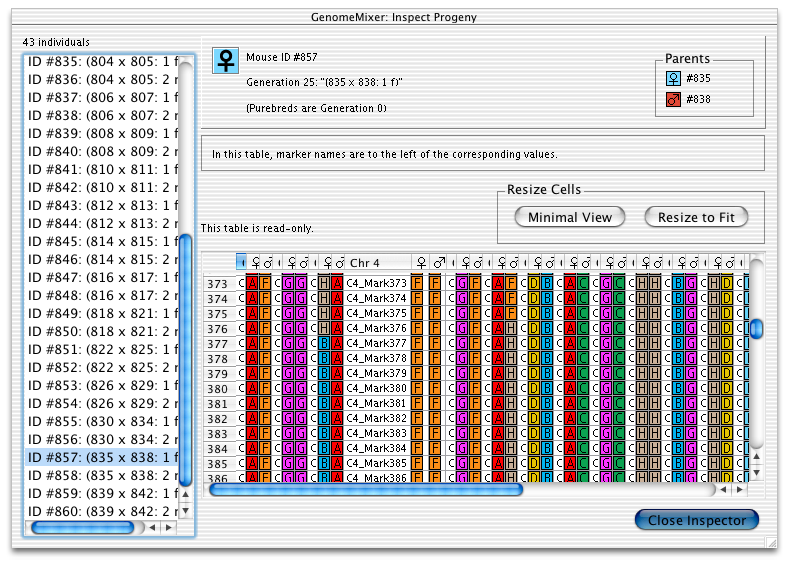 GenomeMixer: Inspect Progeny
43 individuals
ID #835: (804 x 805: 1 f
ID #836: (804 x 805: 2 r
ID #837: (806 x 807: 1 f
ID #838: (806 x 807: 2 r
ID #839: (808 x 809: 1 f
ID #840: (808 x 809: 2 r
ID #841: (810 x 811: 1 f
ID #842: (810 x 811: 2 r
ID #843: (812 x 813: 1 f
ID #844: (812 x 813: 2 r
ID #845: (814 x 815: 1 f
ID #846: (814 x 815: 2 r
ID #847: (816 x 817: 1 f
ID #848: (816 x 817: 2 r
ID #849: (818 x 821: 1 f
ID #850: (818 x 821: 2 r
ID #851: (822 x 825: 1 f
ID #852: (822 x 825: 2 r
ID #853: (826 x 829: 1 f
ID #854: (826 x 829: 2 r
ID #855: (830 x 834: 1 f
ID #856: (830 x 834: 2 r
ID #857: (835 x 838: 1 f
ID #858: (835 x 838: 2 r
ID #859: (839 x 842: 1 f
ID #860: (839 x 842: 2 r
♀ Mouse ID #857
Generation 25: "(835 x 838: 1 f)"
(Purebreds are Generation 0)
Parents
♀ #835
♂ #838
In this table, marker names are to the left of the corresponding values.
Resize Cells
Minimal View Resize to Fit
This table is read-only.
♀ ♂ ( ♀ ♂ ( ♀ ♂ Chr 4 ♀ ♂ ( ♀ ♂ ( ♀ ♂ ( ♀ ♂ ( ♀ ♂ ( ♀ ♂ ( ♀ ♂ ( ♀ ♂ ( ♀ ♂
373 C A F C G G C H A C4_Mark373 F F C G F C A F C D B C A C C G C C H H C B G C H D C
374 C A F C G G C H A C4_Mark374 F F C G F C A F C D B C A C C G C C H H C B G C H D C
375 C A F C G G C H A C4_Mark375 F F C G F C A F C D B C A C C G C C H H C B G C H D C
376 C A F C G G C H A C4_Mark376 F F C G F C A H C D B C A C C G C C H H C B G C H D C
377 C A F C G G C B A C4_Mark377 F F C G F C A H C D B C A C C G C C H H C B G C H D C
378 C A F C G G C B A C4_Mark378 F F C G F C A H C D B C A C C G C C H H C B G C H D C
379 C A F C G G C B A C4_Mark379 F F C G F C A H C D B C A C C G C C H H C B G C H D C
380 C A F C G G C B A C4_Mark380 F F C G F C A H C D B C A C C G C C H H C B G C H D C
381 C A F C G G C B A C4_Mark381 F F C G F C A H C D B C A C C G C C H H C B G C H D C
382 C A F C G G C B A C4_Mark382 F F C G F C A H C D B C A C C G C C H H C B G C H D C
383 C A F C G G C B A C4_Mark383 F F C G F C A H C D B C A C C G C C H H C B G C H D C
384 C A F C G G C B A C4_Mark384 F F C G F C A H C D B C A C C G C C H H C B G C H D C
385 C A F C G G C B A C4_Mark385 F F C G F C A H C D B C A C C G C C H H C B G C H D C
386 C A F C G G C B A C4_Mark386 F F C G F C A H C D B C A C C G C C H H C B G C H D C
Close Inspector